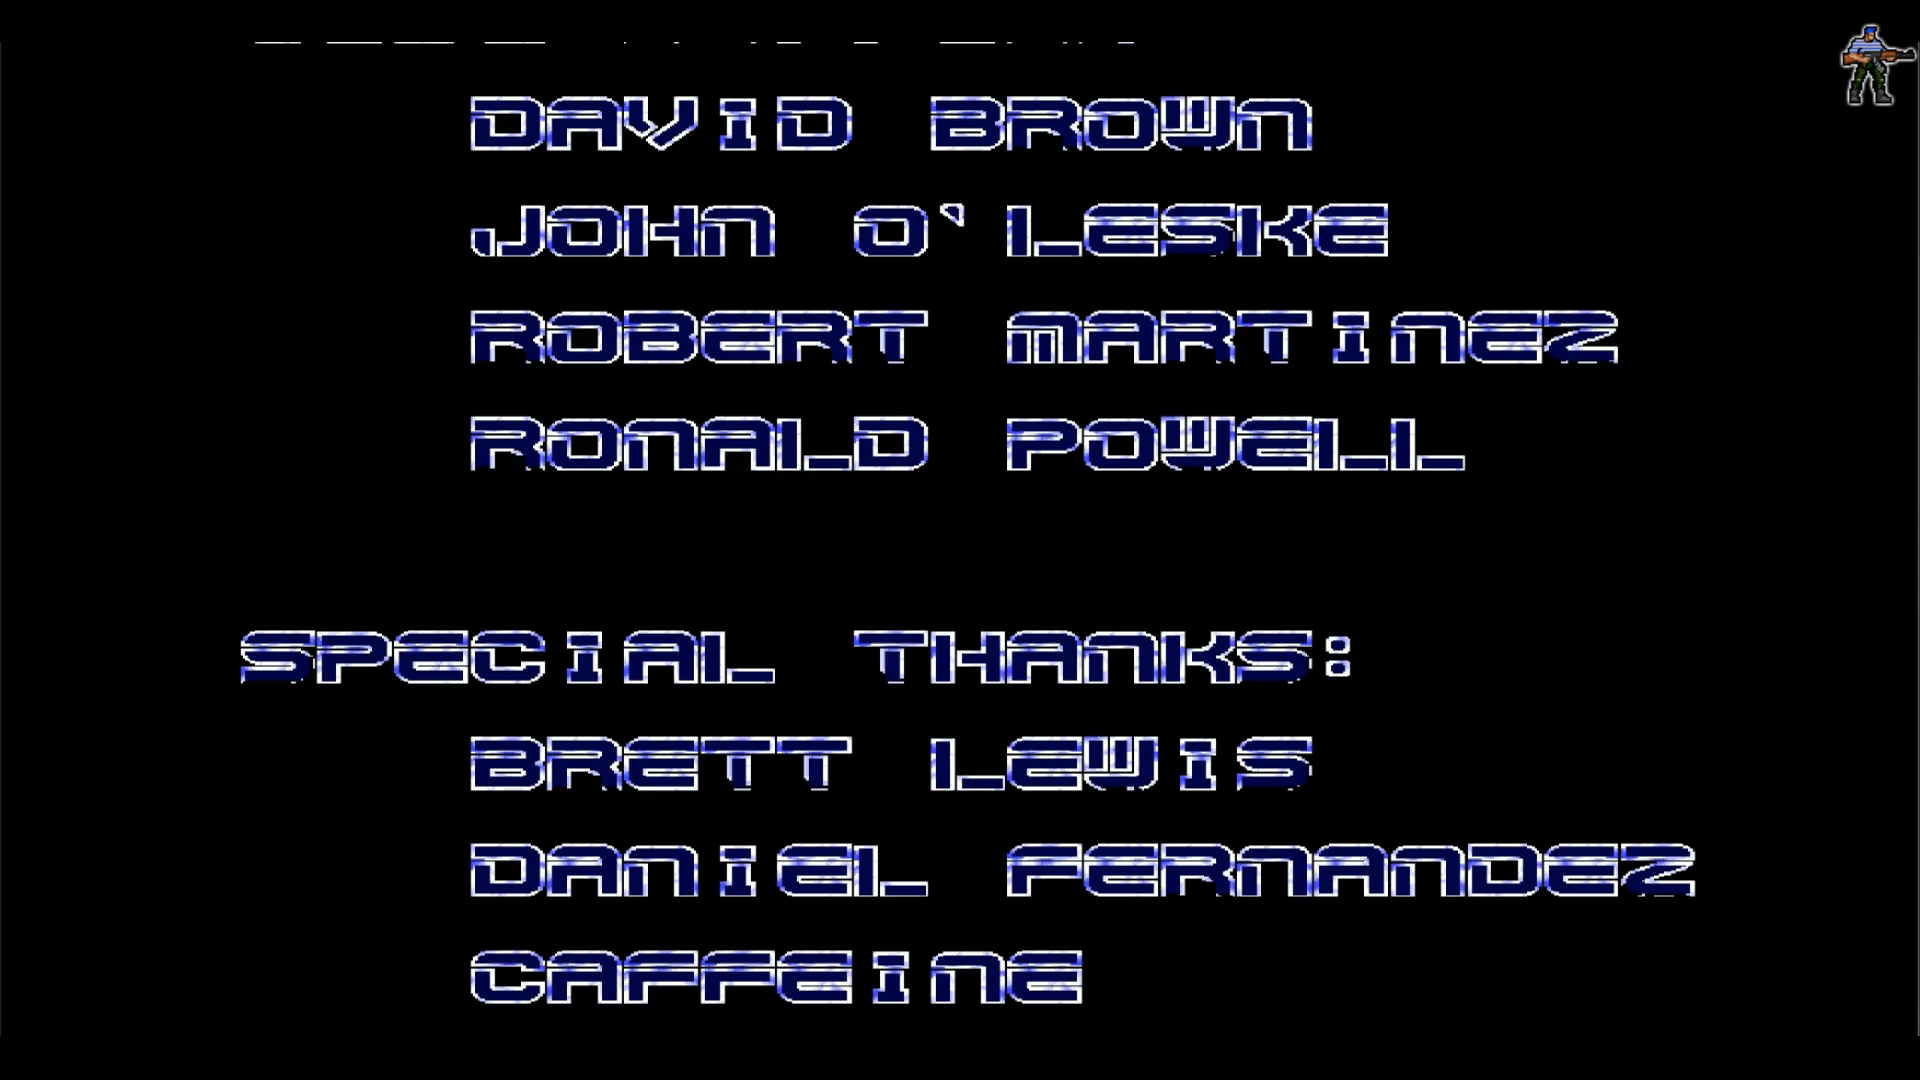 DAVID BROWN
JOHN O'LESKE
ROBERT MARTINEZ
RONALD POWELL
SPECIAL THANKS:
BRETT LEWIS
DANIEL FERNANDEZ
CAFFEINE